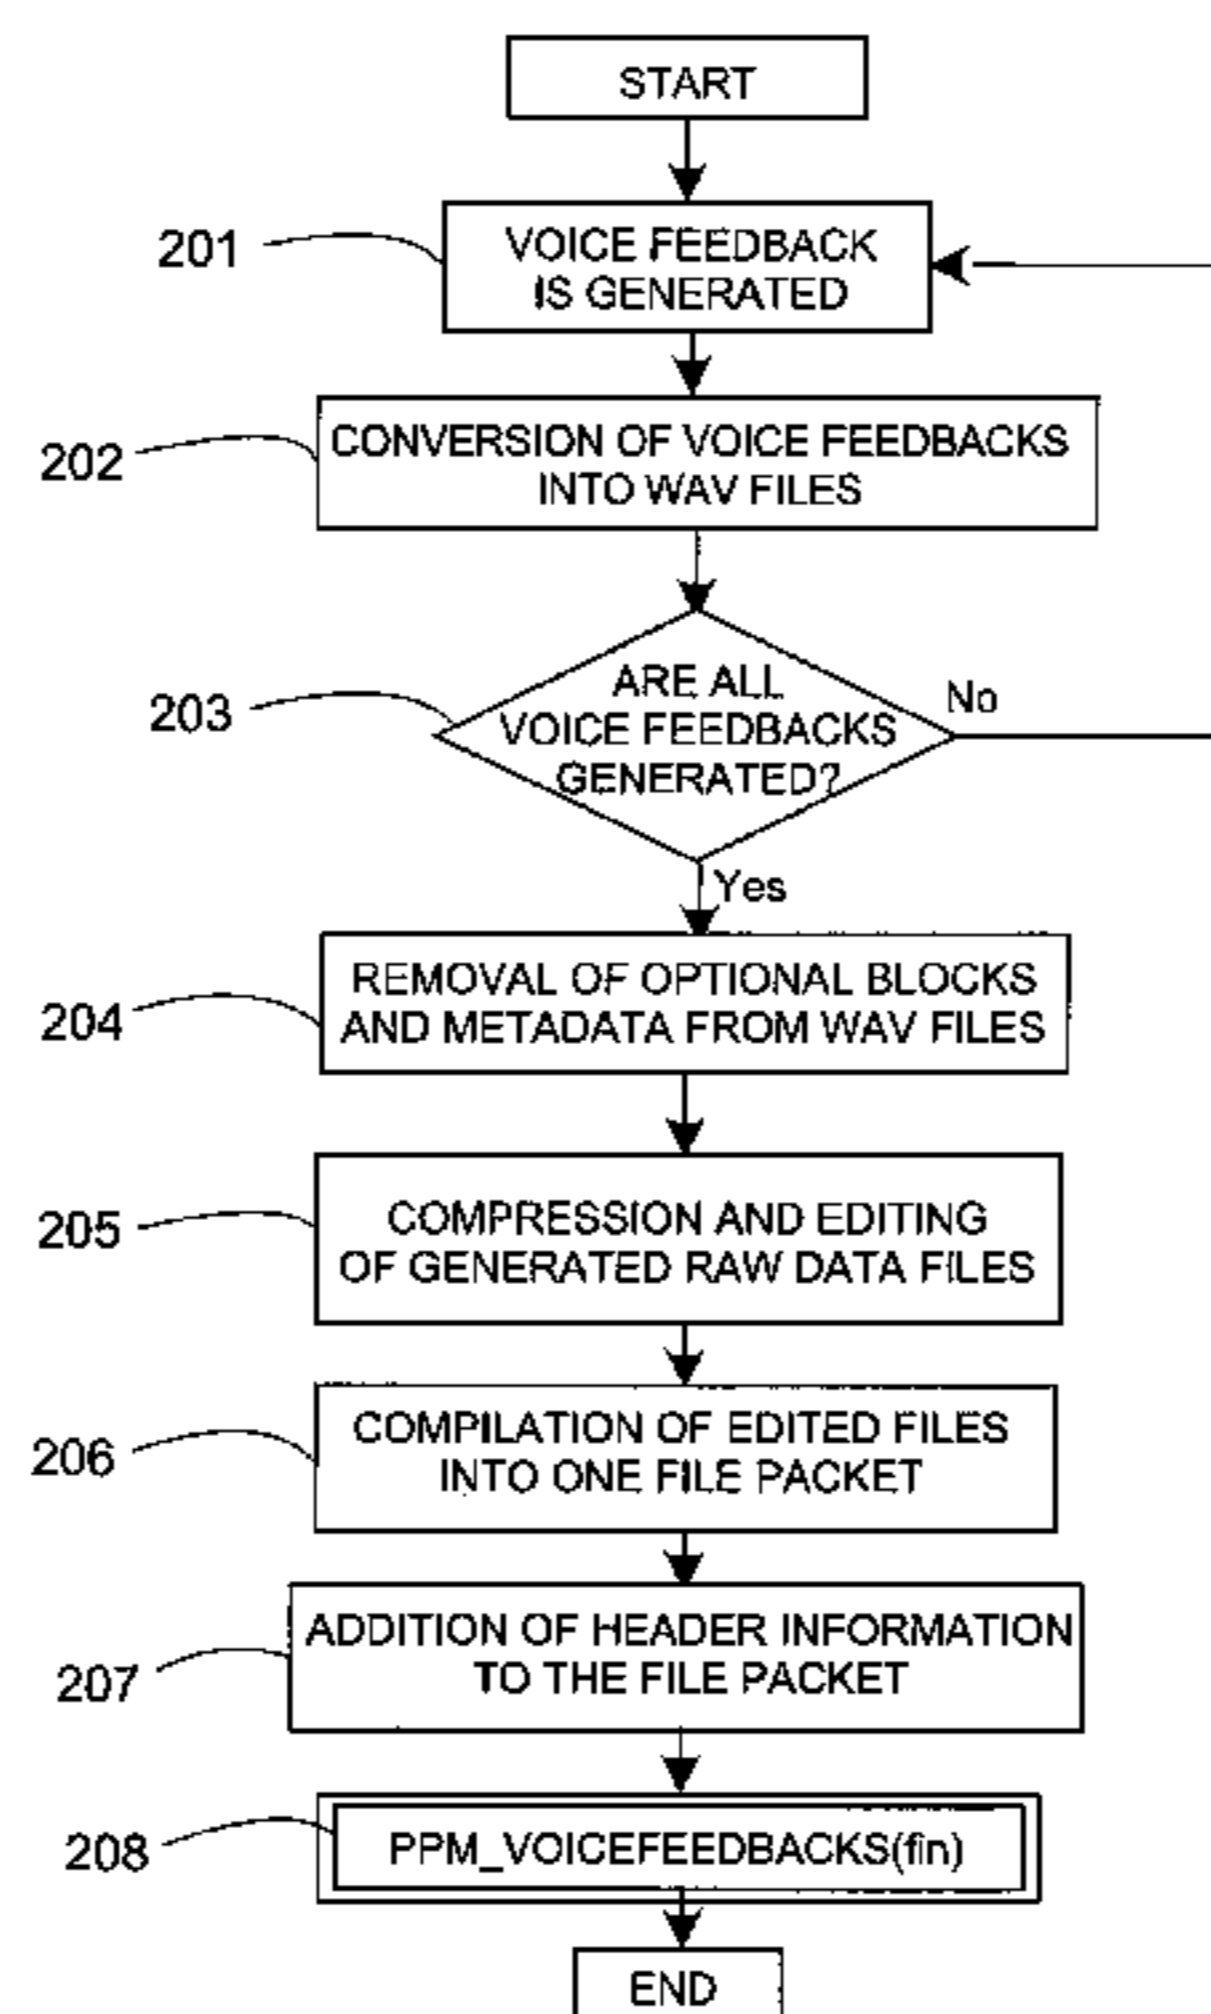 START
201
VOICE FEEDBACK
IS GENERATED
202
CONVERSION OF VOICE FEEDBACKS
INTO WAV FILES
203
ARE ALL
VOICE FEEDBACKS
GENERATED?
No
Yes
204
REMOVAL OF OPTIONAL BLOCKS
AND METADATA FROM WAV FILES
205
COMPRESSION AND EDITING
OF GENERATED RAW DATA FILES
206
COMPILATION OF EDITED FILES
INTO ONE FILE PACKET
207
ADDITION OF HEADER INFORMATION
TO THE FILE PACKET
208
PPM_VOICEFEEDBACKS(fin)
END